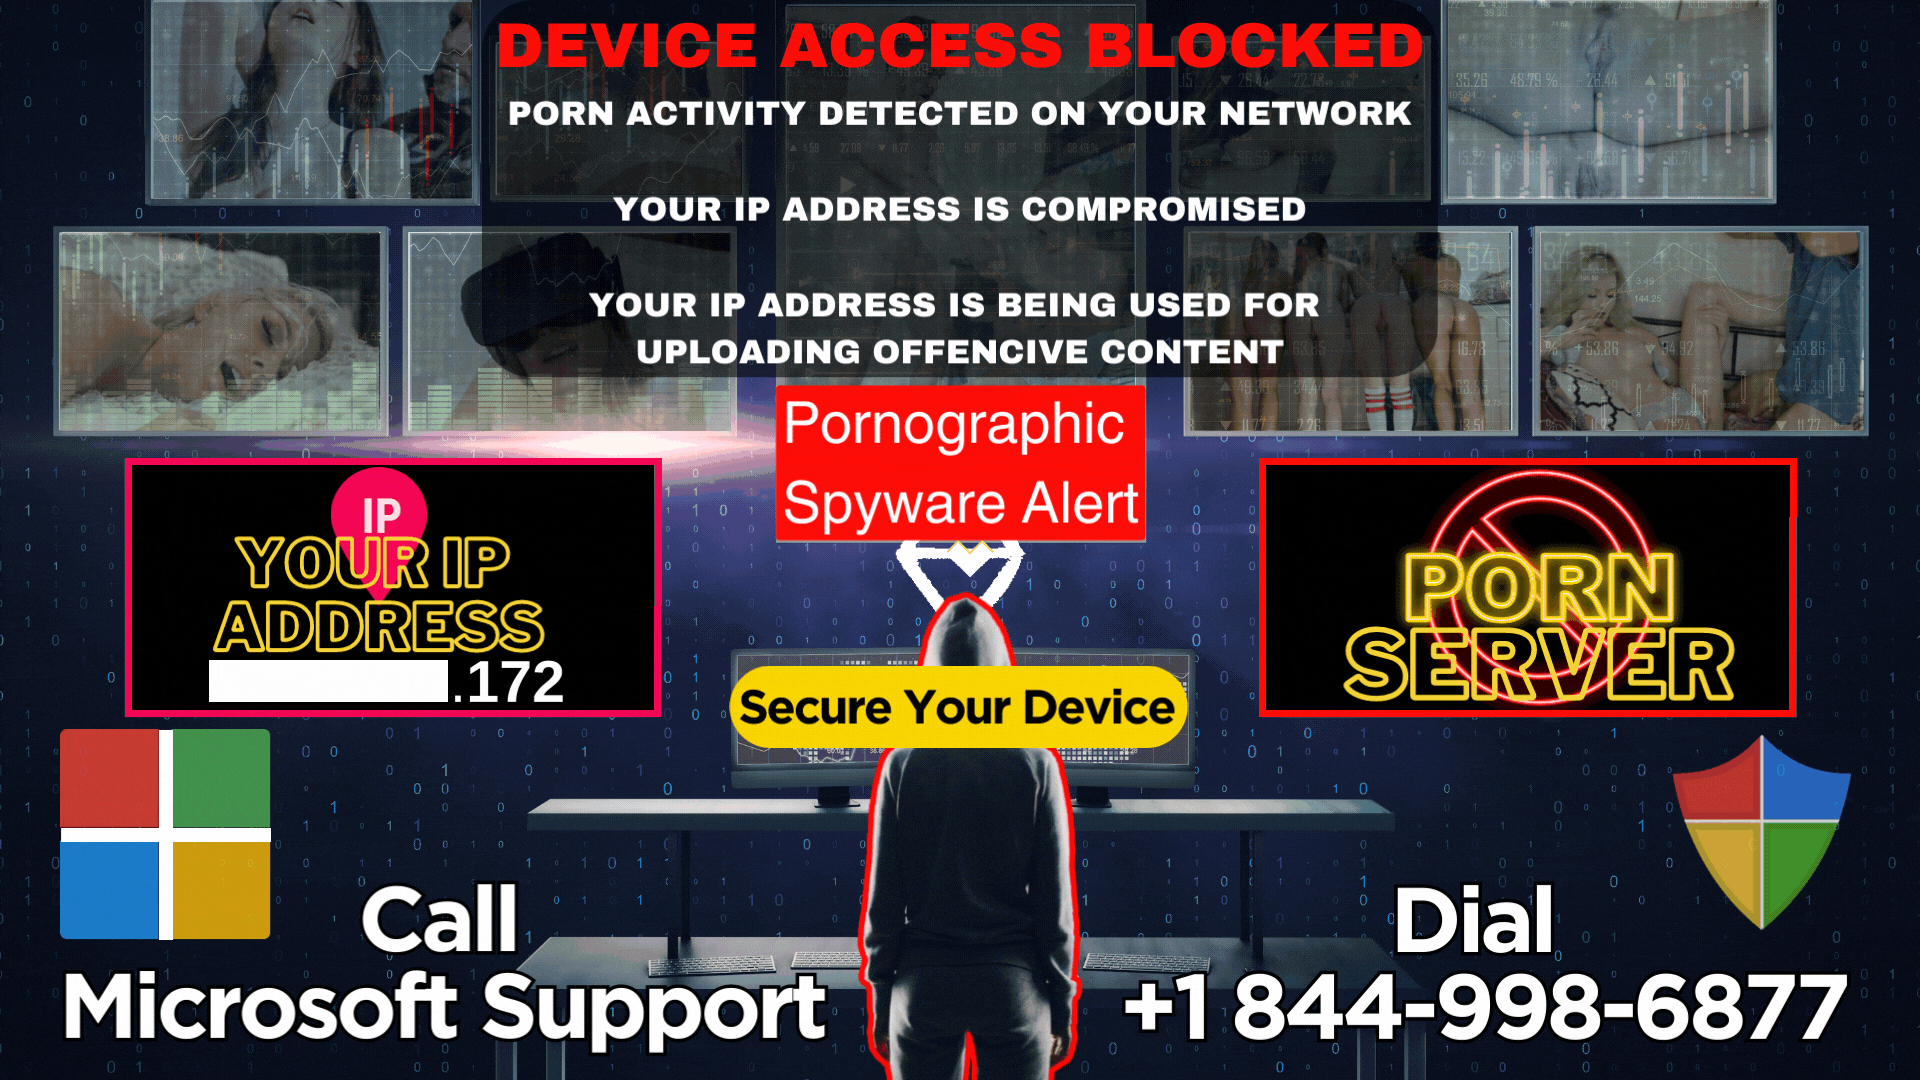 DEVICE ACCESS BLOCKED
PORN ACTIVITY DETECTED ON YOUR NETWORK
YOUR IP ADDRESS IS COMPROMISED
YOUR IP ADDRESS IS BEING USED FOR
UPLOADING OFFENCIVE CONTENT
Pornographic
Spyware Alert
IP
YOUR IP
ADDRESS
.172
PORN
SERVER
Secure Your Device
Call
Microsoft Support
Dial
+1 844-998-6877